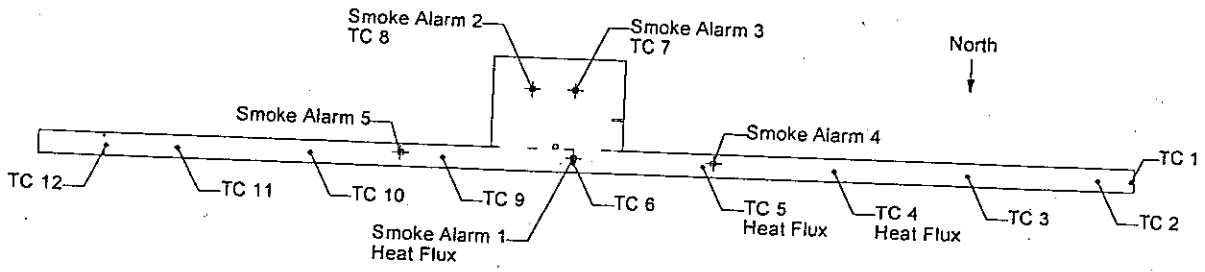 Smoke Alarm 2
TC 8
Smoke Alarm 3
TC 7
North
Smoke Alarm 5
Smoke Alarm 4
TC 1
TC 12
TC 11
TC 10
TC 9
TC 6
TC 5
Heat Flux
TC 4
Heat Flux
TC 3
TC 2
Smoke Alarm 1
Heat Flux